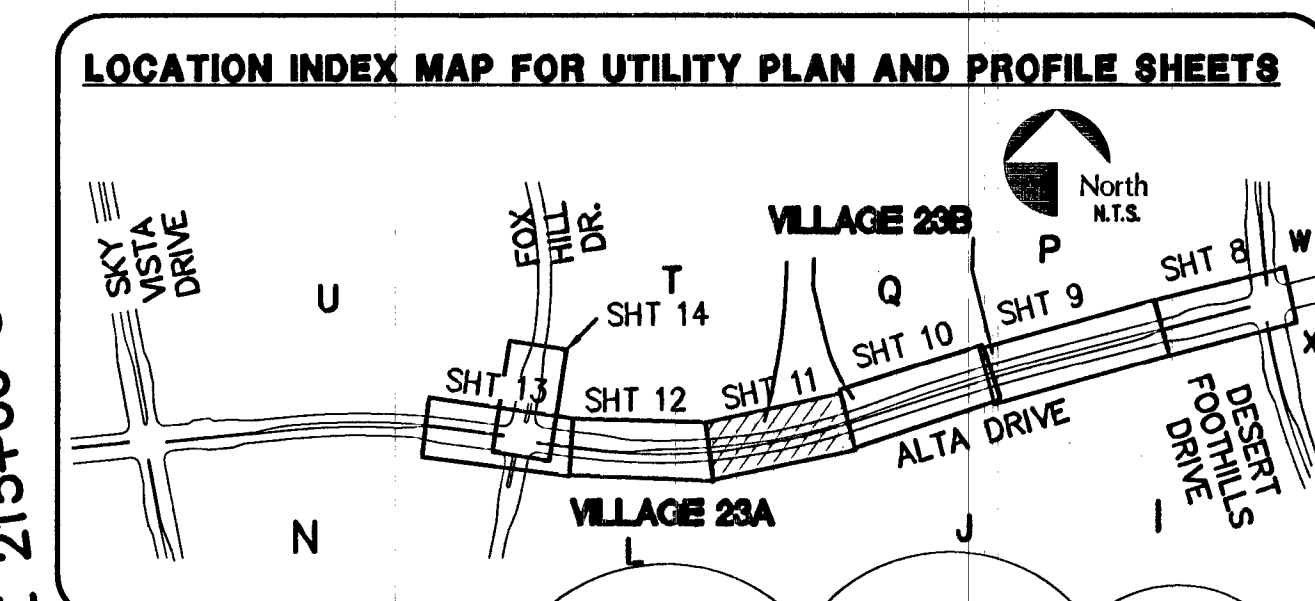 LOCATION INDEX MAP FOR UTILITY PLAN AND PROFILE SHEETS
North
N.T.S.
SKY
VISTA
DRIVE
FOX
HILL
DR.
VILLAGE 23B
U
T
Q
P
W
X
SHT 14
SHT 13
SHT 12
SHT 11
SHT 10
SHT 9
SHT 8
ALTA DRIVE
DESERT
FOOTHILLS
DRIVE
VILLAGE 23A
N
L
J
I